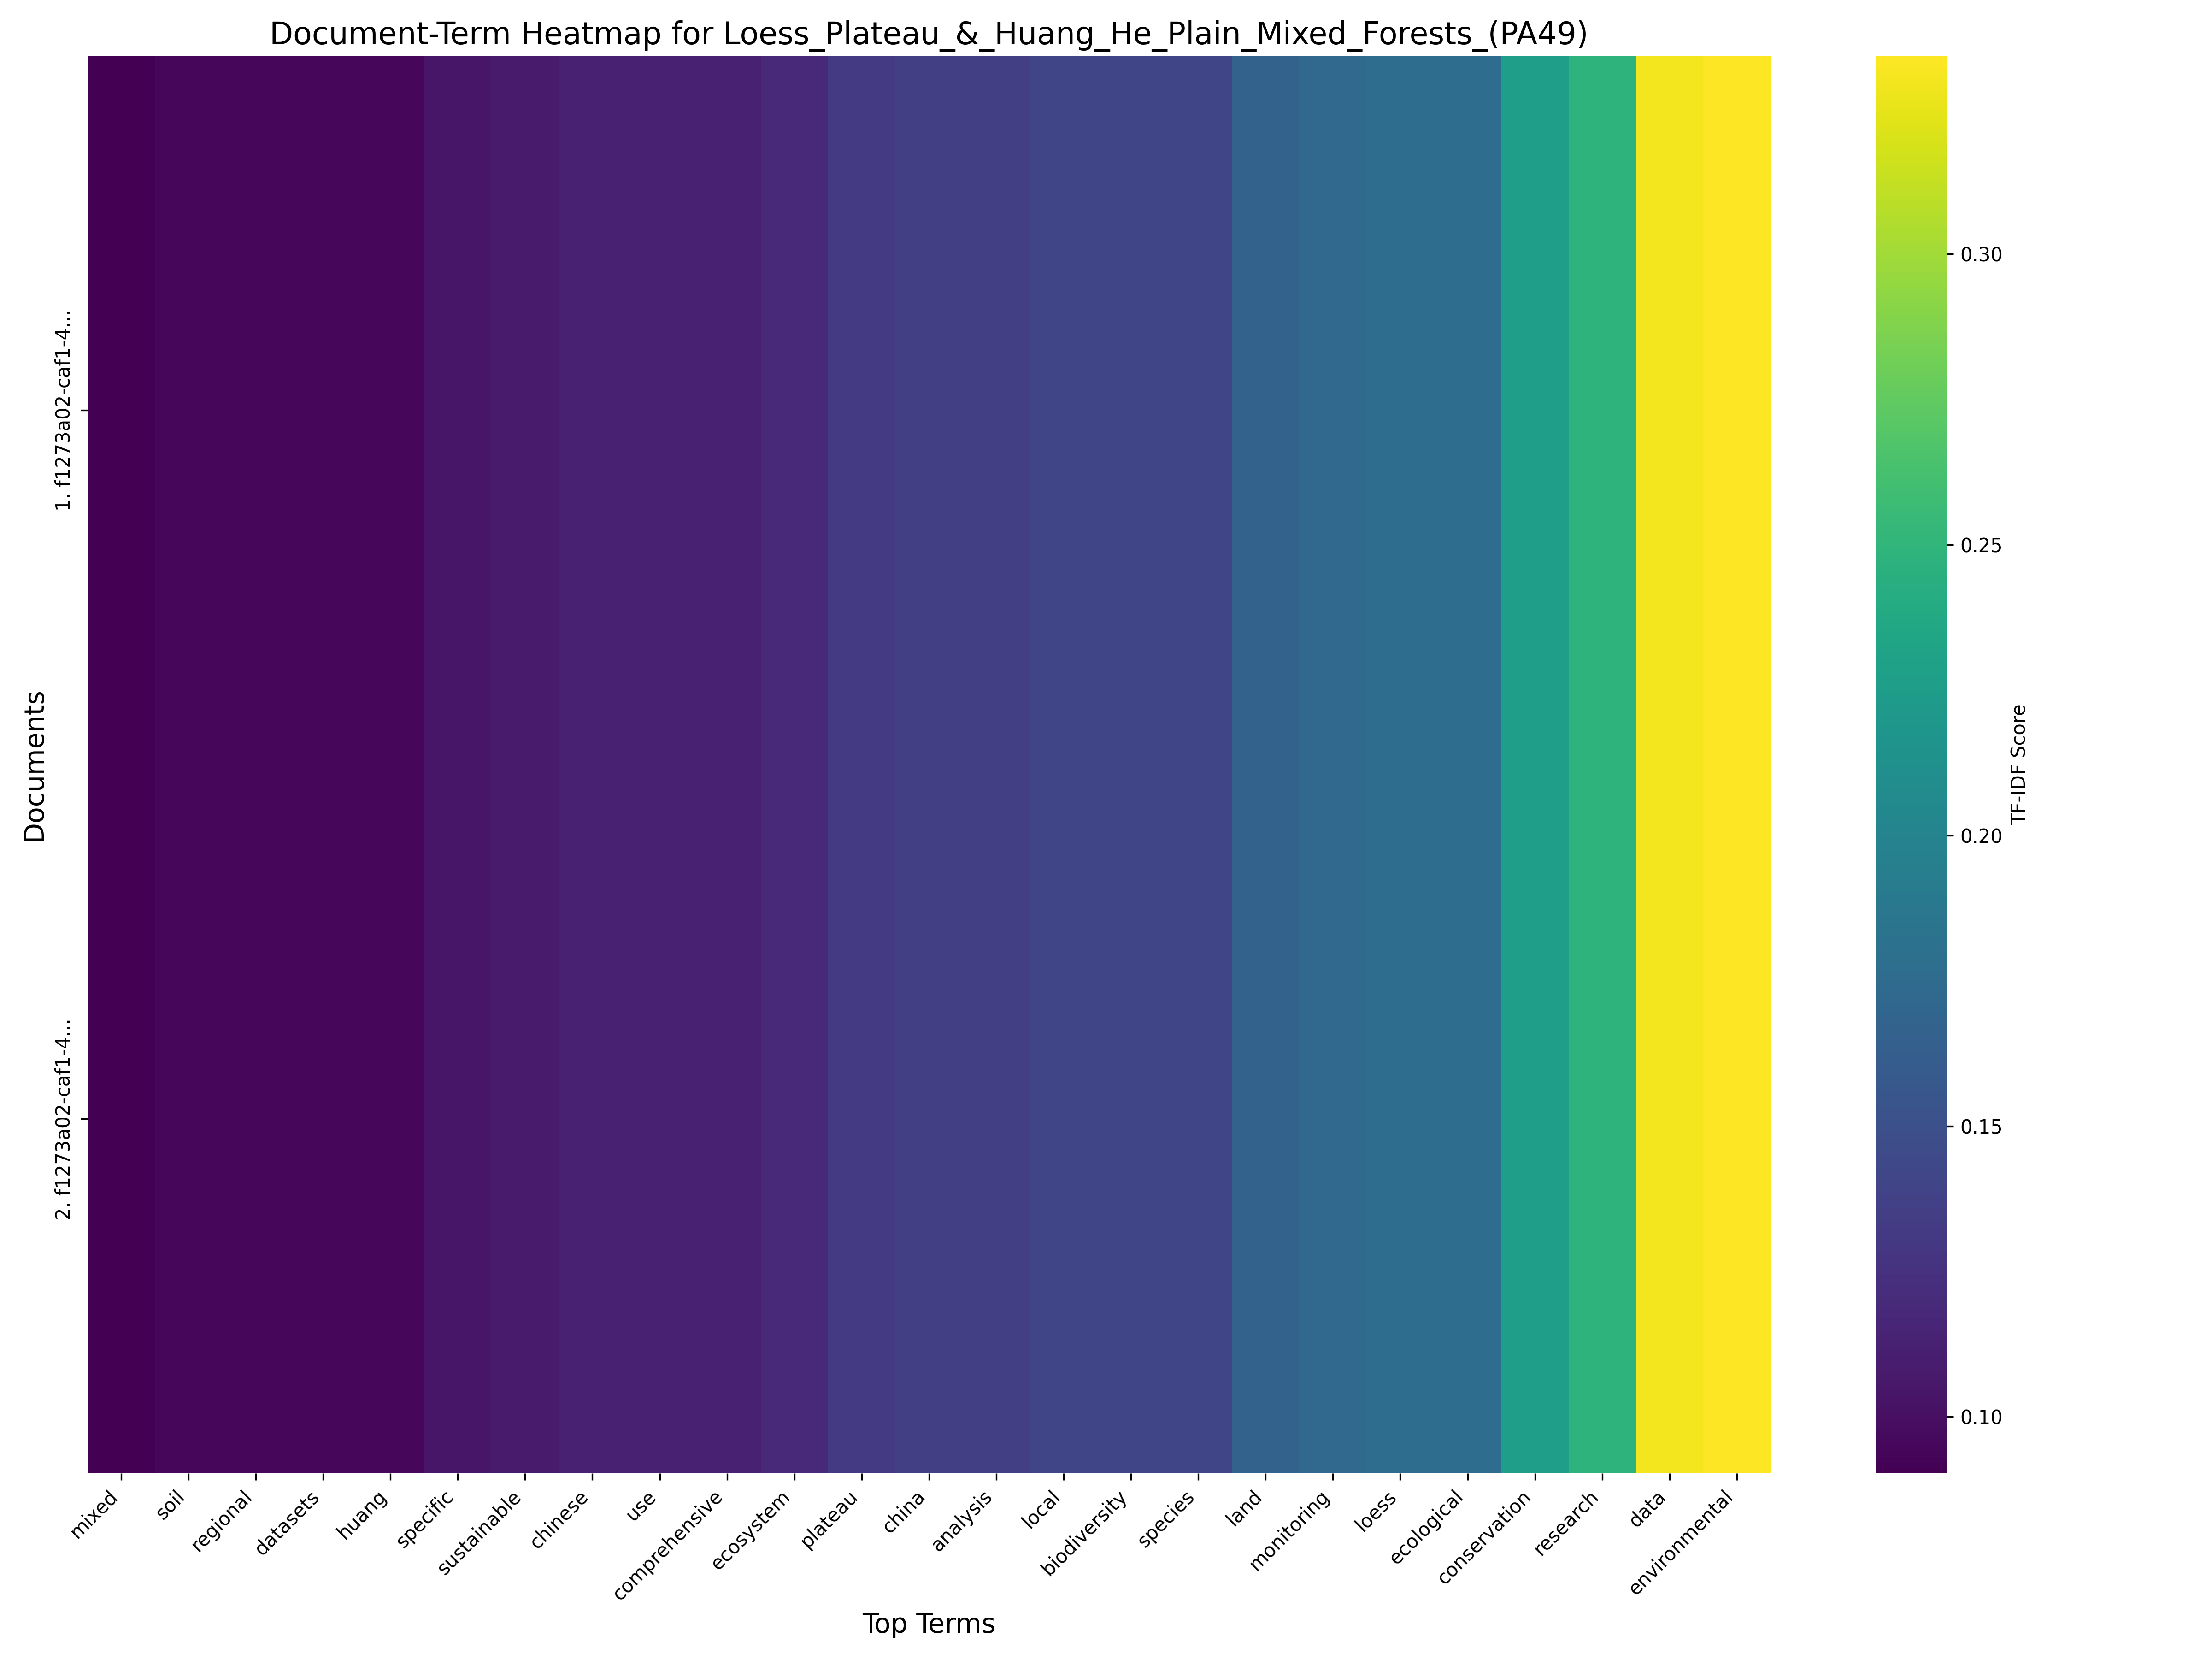 Document-Term Heatmap for Loess_Plateau_&_Huang_He_Plain_Mixed_Forests_(PA49)
Documents
1. f1273a02-caf1-4...
2. f1273a02-caf1-4...
mixed
soil
regional
datasets
huang
specific
sustainable
chinese
use
comprehensive
ecosystem
plateau
china
analysis
local
biodiversity
species
land
monitoring
loess
ecological
conservation
research
data
environmental
Top Terms
0.30
0.25
0.20
0.15
0.10
TF-IDF Score